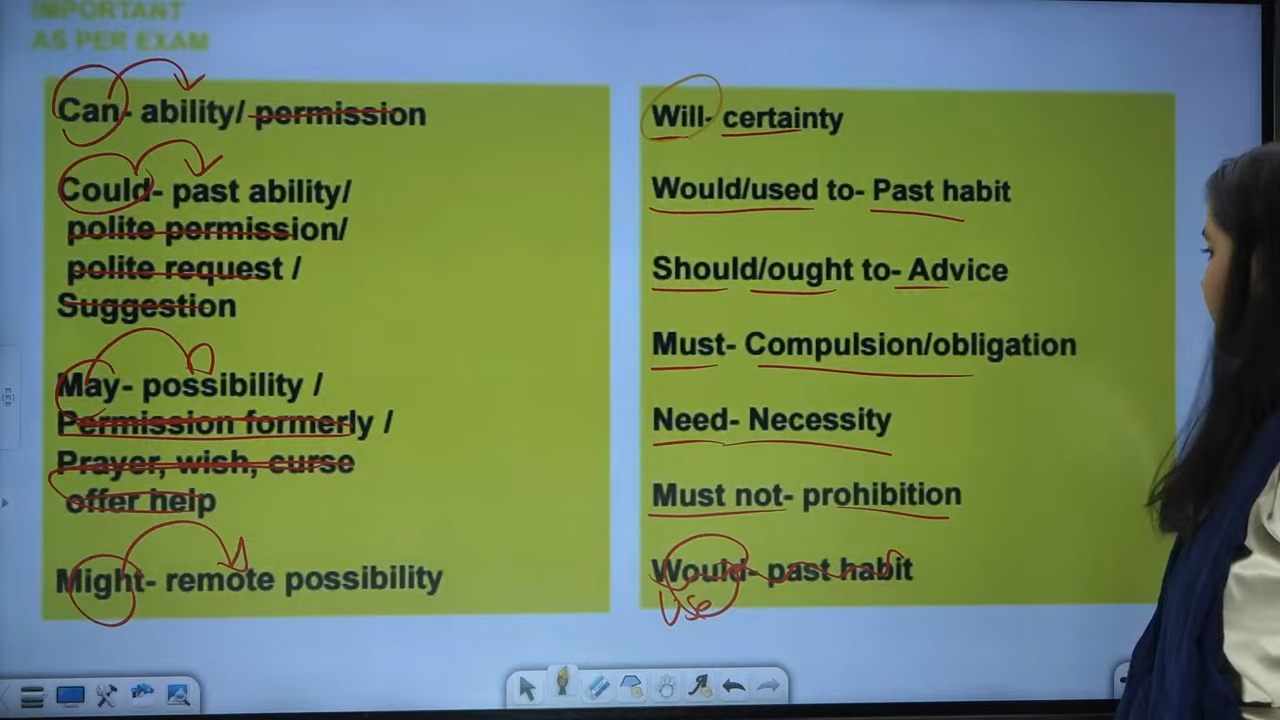 IMPORTANT
AS PER EXAM
Can- ability/ permission
Could- past ability/
polite permission/
polite request /
Suggestion
May- possibility /
Permission formerly /
Prayer, wish, curse
offer help
Might- remote possibility
Will- certainty
Would/used to- Past habit
Should/ought to- Advice
Must- Compulsion/obligation
Need- Necessity
Must not- prohibition
Would- past habit
Use